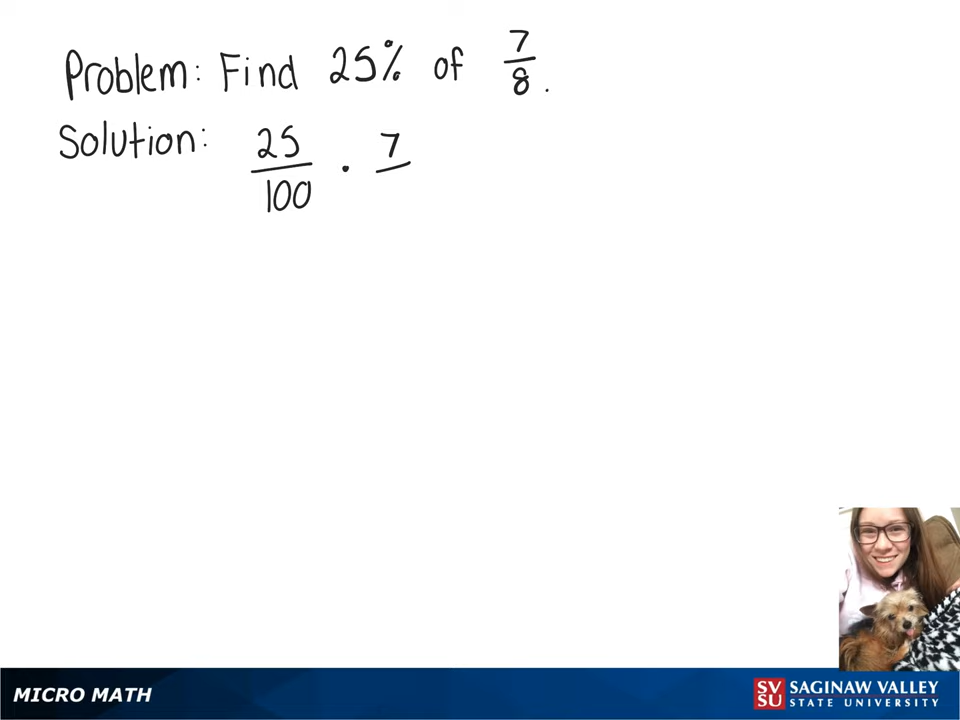 Problem: Find 25% of 7/8.
Solution: 25/100 · 7/
MICRO MATH
SVSU SAGINAW VALLEY
STATE UNIVERSITY